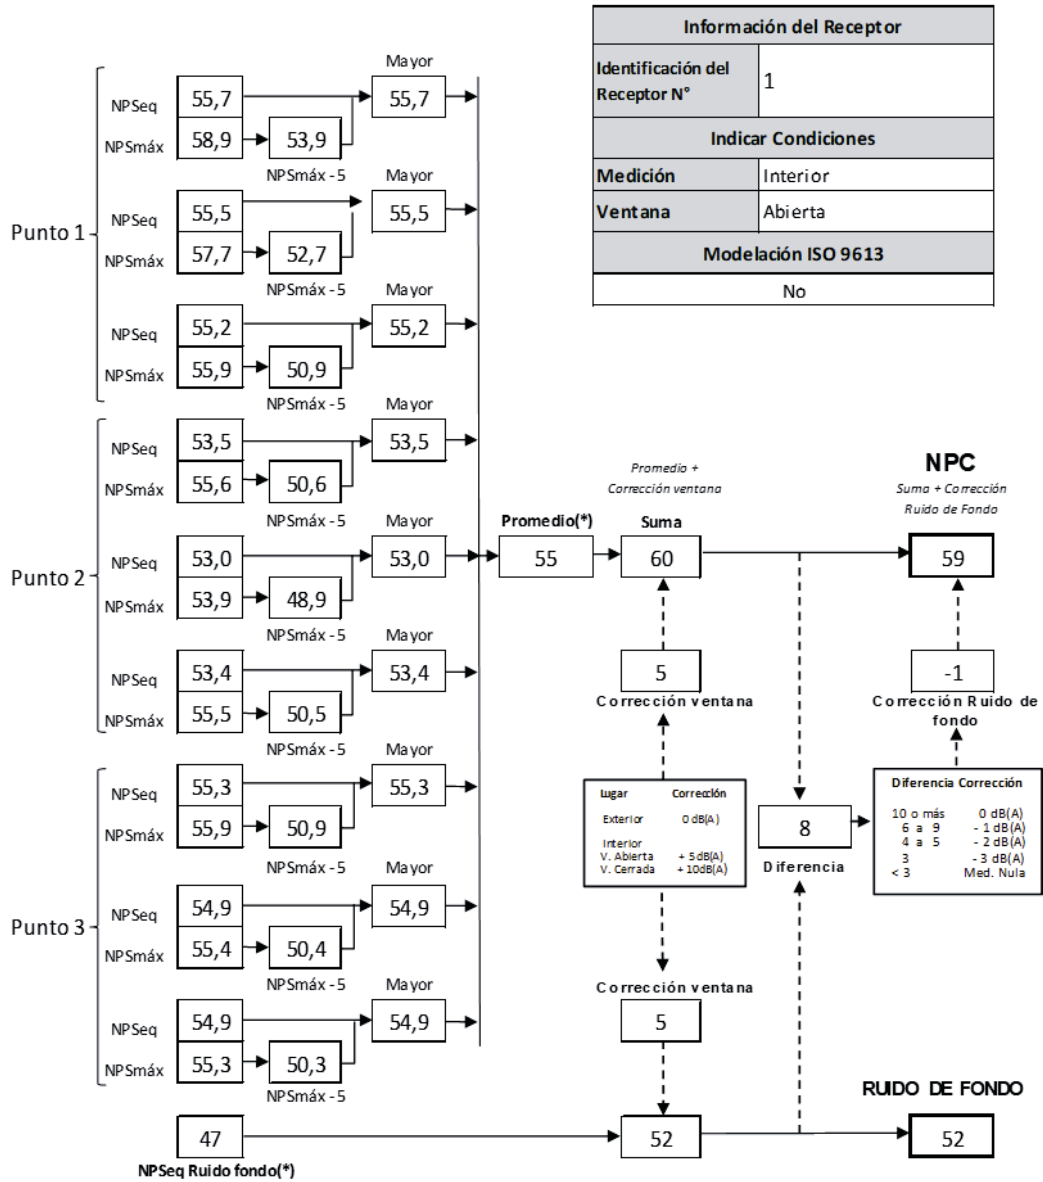 Información del Receptor
Identificación del Receptor N°
1
Indicar Condiciones
Medición
Interior
Ventana
Abierta
Modelación ISO 9613
No
Punto 1
Mayor
NPSeq
55,7
55,7
NPSmáx
58,9
53,9
NPSmáx - 5
Mayor
NPSeq
55,5
55,5
NPSmáx
57,7
52,7
NPSmáx - 5
Mayor
NPSeq
55,2
55,2
NPSmáx
55,9
50,9
NPSmáx - 5
Punto 2
Mayor
NPSeq
53,5
53,5
NPSmáx
55,6
50,6
NPSmáx - 5
Mayor
NPSeq
53,0
53,0
NPSmáx
53,9
48,9
NPSmáx - 5
Mayor
NPSeq
53,4
53,4
NPSmáx
55,5
50,5
NPSmáx - 5
Punto 3
Mayor
NPSeq
55,3
55,3
NPSmáx
55,9
50,9
NPSmáx - 5
Mayor
NPSeq
54,9
54,9
NPSmáx
55,4
50,4
NPSmáx - 5
Mayor
NPSeq
54,9
54,9
NPSmáx
55,3
50,3
NPSmáx - 5
47
NPSeq Ruido fondo(*)
Promedio(*)
55
Promedio +
Corrección ventana
Suma
60
5
Corrección ventana
Lugar Corrección
Exterior 0 dB(A)
Interior
V. Abierta + 5dB(A)
V. Cerrada + 10dB(A)
Corrección ventana
5
52
8
Diferencia
NPC
Suma + Corrección
Ruido de Fondo
59
-1
Corrección Ruido de
fondo
Diferencia Corrección
10 o más 0 dB(A)
6 a 9 - 1 dB(A)
4 a 5 - 2 dB(A)
3 - 3 dB(A)
< 3 Med. Nula
RUIDO DE FONDO
52